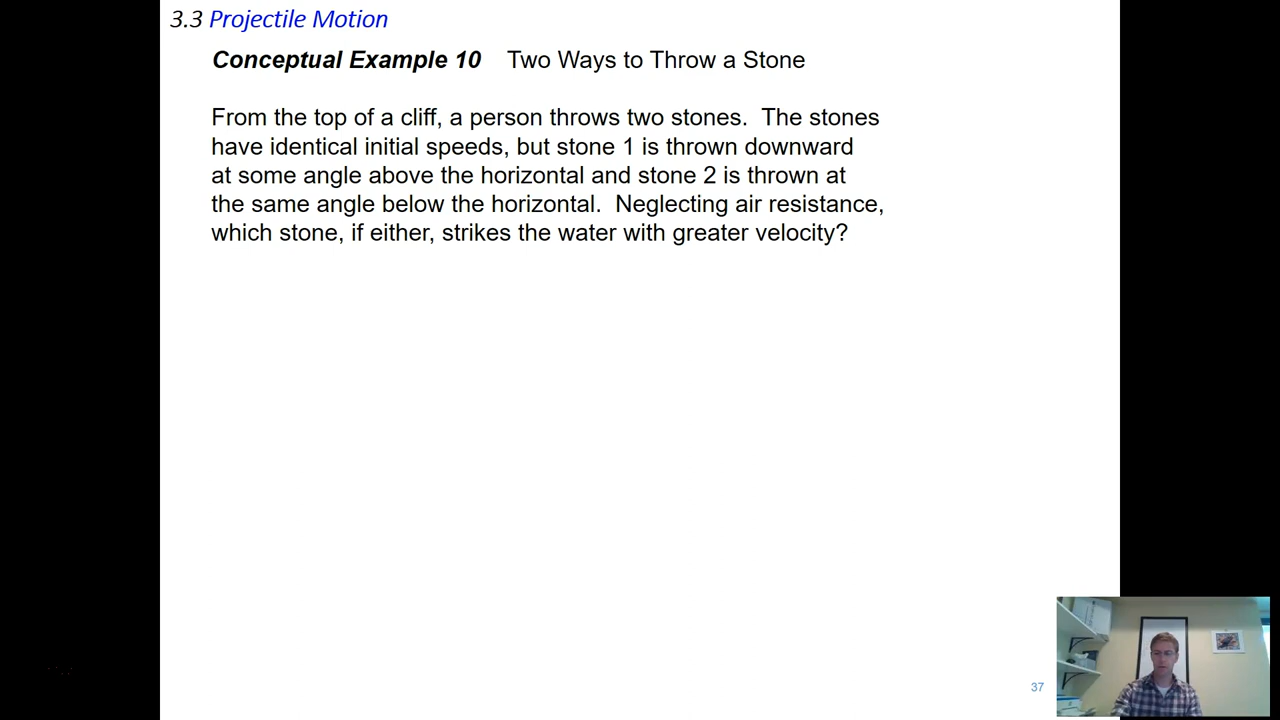 3.3 Projectile Motion
Conceptual Example 10 Two Ways to Throw a Stone
From the top of a cliff, a person throws two stones. The stones
have identical initial speeds, but stone 1 is thrown downward
at some angle above the horizontal and stone 2 is thrown at
the same angle below the horizontal. Neglecting air resistance,
which stone, if either, strikes the water with greater velocity?
37